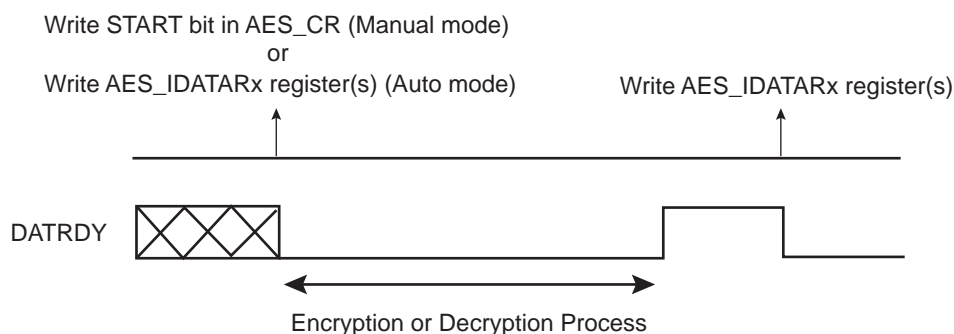 Write START bit in AES_CR (Manual mode)
or
Write AES_IDATARx register(s) (Auto mode)
Write AES_IDATARx register(s)
DATRDY
Encryption or Decryption Process